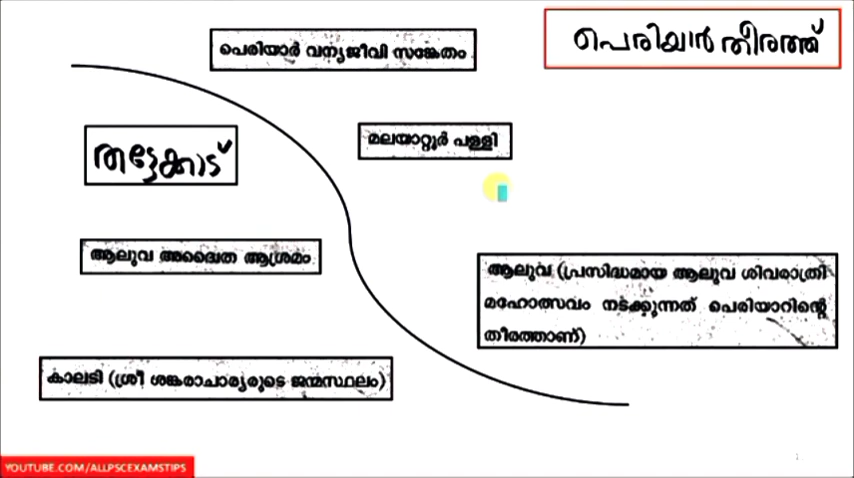 പെരിയാർ വന്യജീവി സങ്കേതം
പെരിയാർ തീരത്ത്
മലയാറ്റൂർ പള്ളി
തട്ടേക്കാട്
ആലുവ അദ്വൈത ആശ്രമം
ആലുവ (പ്രസിദ്ധമായ ആലുവ ശിവരാത്രി
മഹോത്സവം നടക്കുന്നത് പെരിയാറിന്റെ
തീരത്താണ്)
കാലടി (ശ്രീ ശങ്കരാചാര്യരുടെ ജന്മസ്ഥലം)
YOUTUBE.COM/ALLPSCEXAMSTIPS